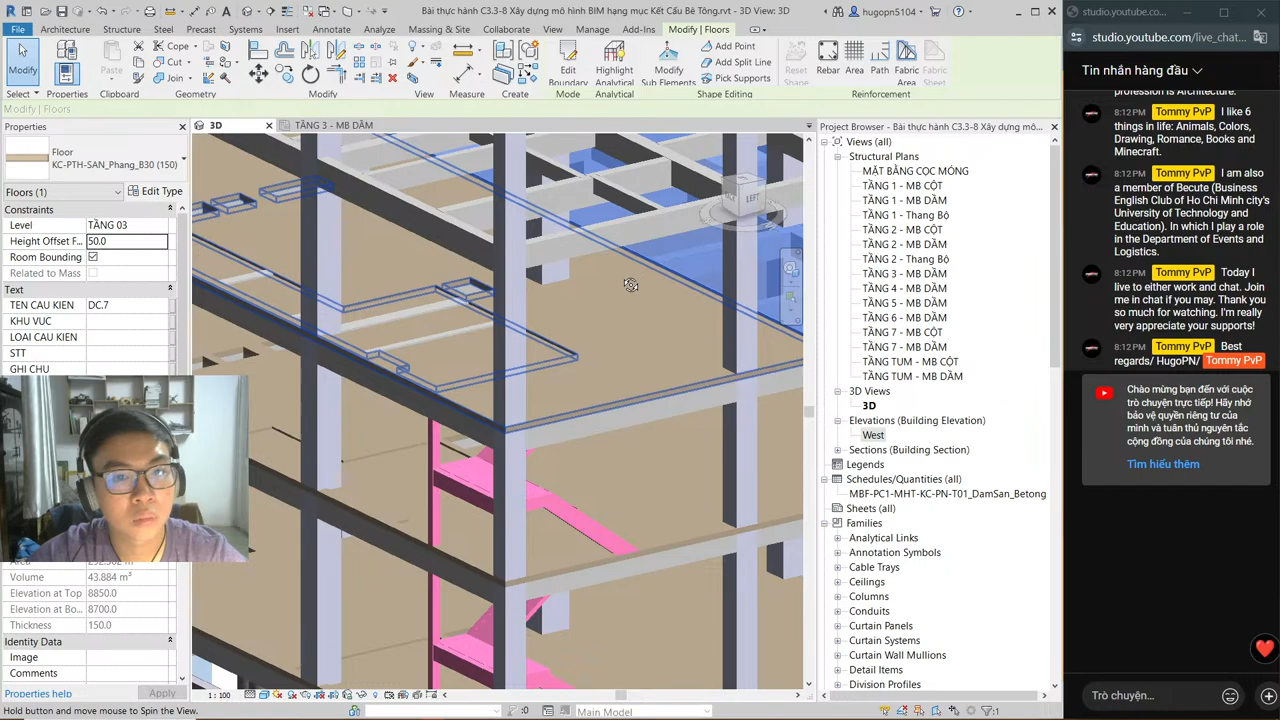 Bài thực hành C3.3-8 Xây dựng mô hình BIM hạng mục Kết Cấu Bê Tông.rvt - 3D View: 3D
hugopn5104
File
Architecture
Structure
Steel
Precast
Systems
Insert
Annotate
Analyze
Massing & Site
Collaborate
View
Manage
Add-Ins
Modify | Floors
Modify
Properties
Paste
Cope
Cut
Join
Edit
Boundary
Highlight
Analytical
Modify
Sub Elements
Add Point
Add Split Line
Pick Supports
Reset
Shape
Rebar
Area
Path
Fabric
Area
Fabric
Sheet
Select
Properties
Clipboard
Geometry
Modify
View
Measure
Create
Mode
Analytical
Shape Editing
Reinforcement
Modify | Floors
Properties
Floor
KC-PTH-SAN_Phang_B30 (150)
Floors (1)
Edit Type
Constraints
Level
TẦNG 03
Height Offset F...
50.0
Room Bounding
Related to Mass
Text
TEN CAU KIEN
DC.7
KHU VUC
LOAI CAU KIEN
STT
GHI CHU
Volume
43.884 m³
Elevation at Top
8850.0
Elevation at Bo...
8700.0
Thickness
150.0
Identity Data
Image
Comments
Properties help
Apply
3D
TẦNG 3 - MB DẦM
LEFT
1 : 100
Project Browser - Bài thực hành C3.3-8 Xây dựng mô...
Views (all)
Structural Plans
MẶT BẰNG CỌC MÓNG
TẦNG 1 - MB CỘT
TẦNG 1 - MB DẦM
TẦNG 1 - Thang Bộ
TẦNG 2 - MB CỘT
TẦNG 2 - MB DẦM
TẦNG 2 - Thang Bộ
TẦNG 3 - MB DẦM
TẦNG 4 - MB DẦM
TẦNG 5 - MB DẦM
TẦNG 6 - MB DẦM
TẦNG 7 - MB CỘT
TẦNG 7 - MB DẦM
TẦNG TUM - MB CỘT
TẦNG TUM - MB DẦM
3D Views
3D
Elevations (Building Elevation)
West
Sections (Building Section)
Legends
Schedules/Quantities (all)
MBF-PC1-MHT-KC-PN-T01_DamSan_Betong
Sheets (all)
Families
Analytical Links
Annotation Symbols
Cable Trays
Ceilings
Columns
Conduits
Curtain Panels
Curtain Systems
Curtain Wall Mullions
Detail Items
Division Profiles
Hold button and move mouse to Spin the View.
:0
Main Model
:1
studio.youtube.co...
studio.youtube.com/live_chat...
Tin nhắn hàng đầu
profession is Architecture.
8:12 PM Tommy PvP I like 6
things in life: Animals, Colors,
Drawing, Romance, Books and
Minecraft.
8:12 PM Tommy PvP I am also
a member of Becute (Business
English Club of Ho Chi Minh city's
University of Technology and
Education). In which I play a role
in the Department of Events and
Logistics.
8:12 PM Tommy PvP Today I
live to either work and chat. Join
me in chat if you may. Thank you
so much for watching. I'm really
very appreciate your supports!
8:12 PM Tommy PvP Best
regards/ HugoPN/ Tommy PvP
Chào mừng bạn đến với cuộc
trò chuyện trực tiếp! Hãy nhớ
bảo vệ quyền riêng tư của
mình và tuân thủ nguyên tắc
cộng đồng của chúng tôi nhé.
Tìm hiểu thêm
Trò chuyện...